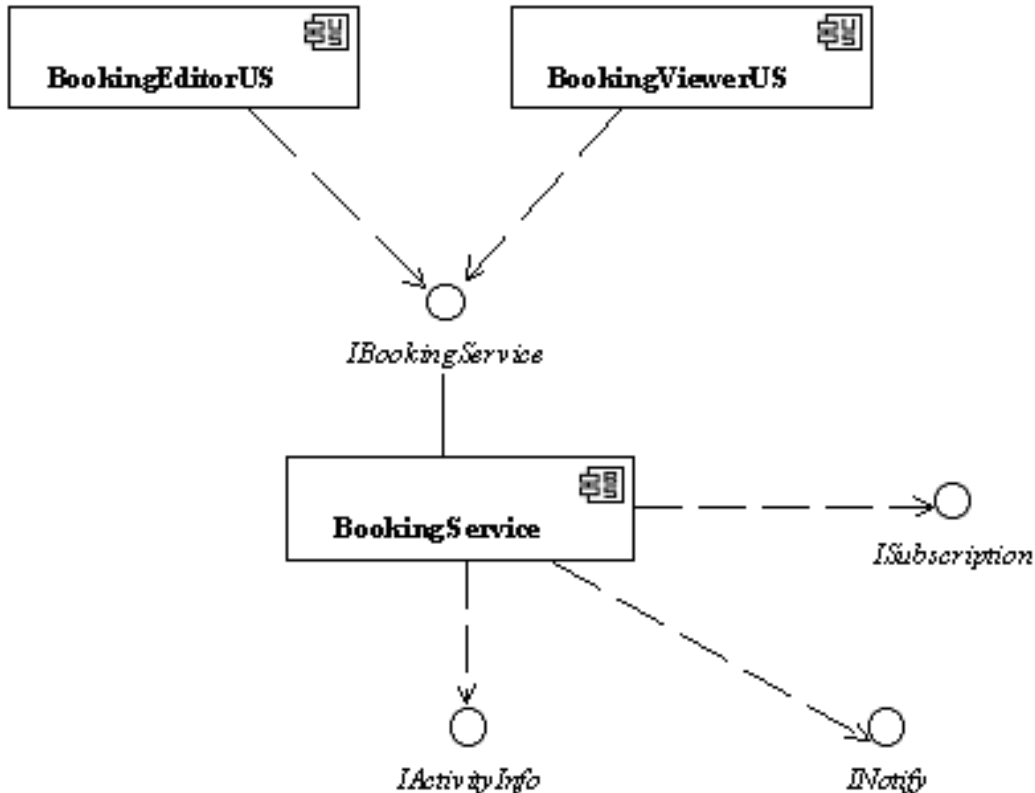 BookingEditorUS
BookingViewerUS
IBookingService
BookingService
ISubscription
IActivityInfo
INotify